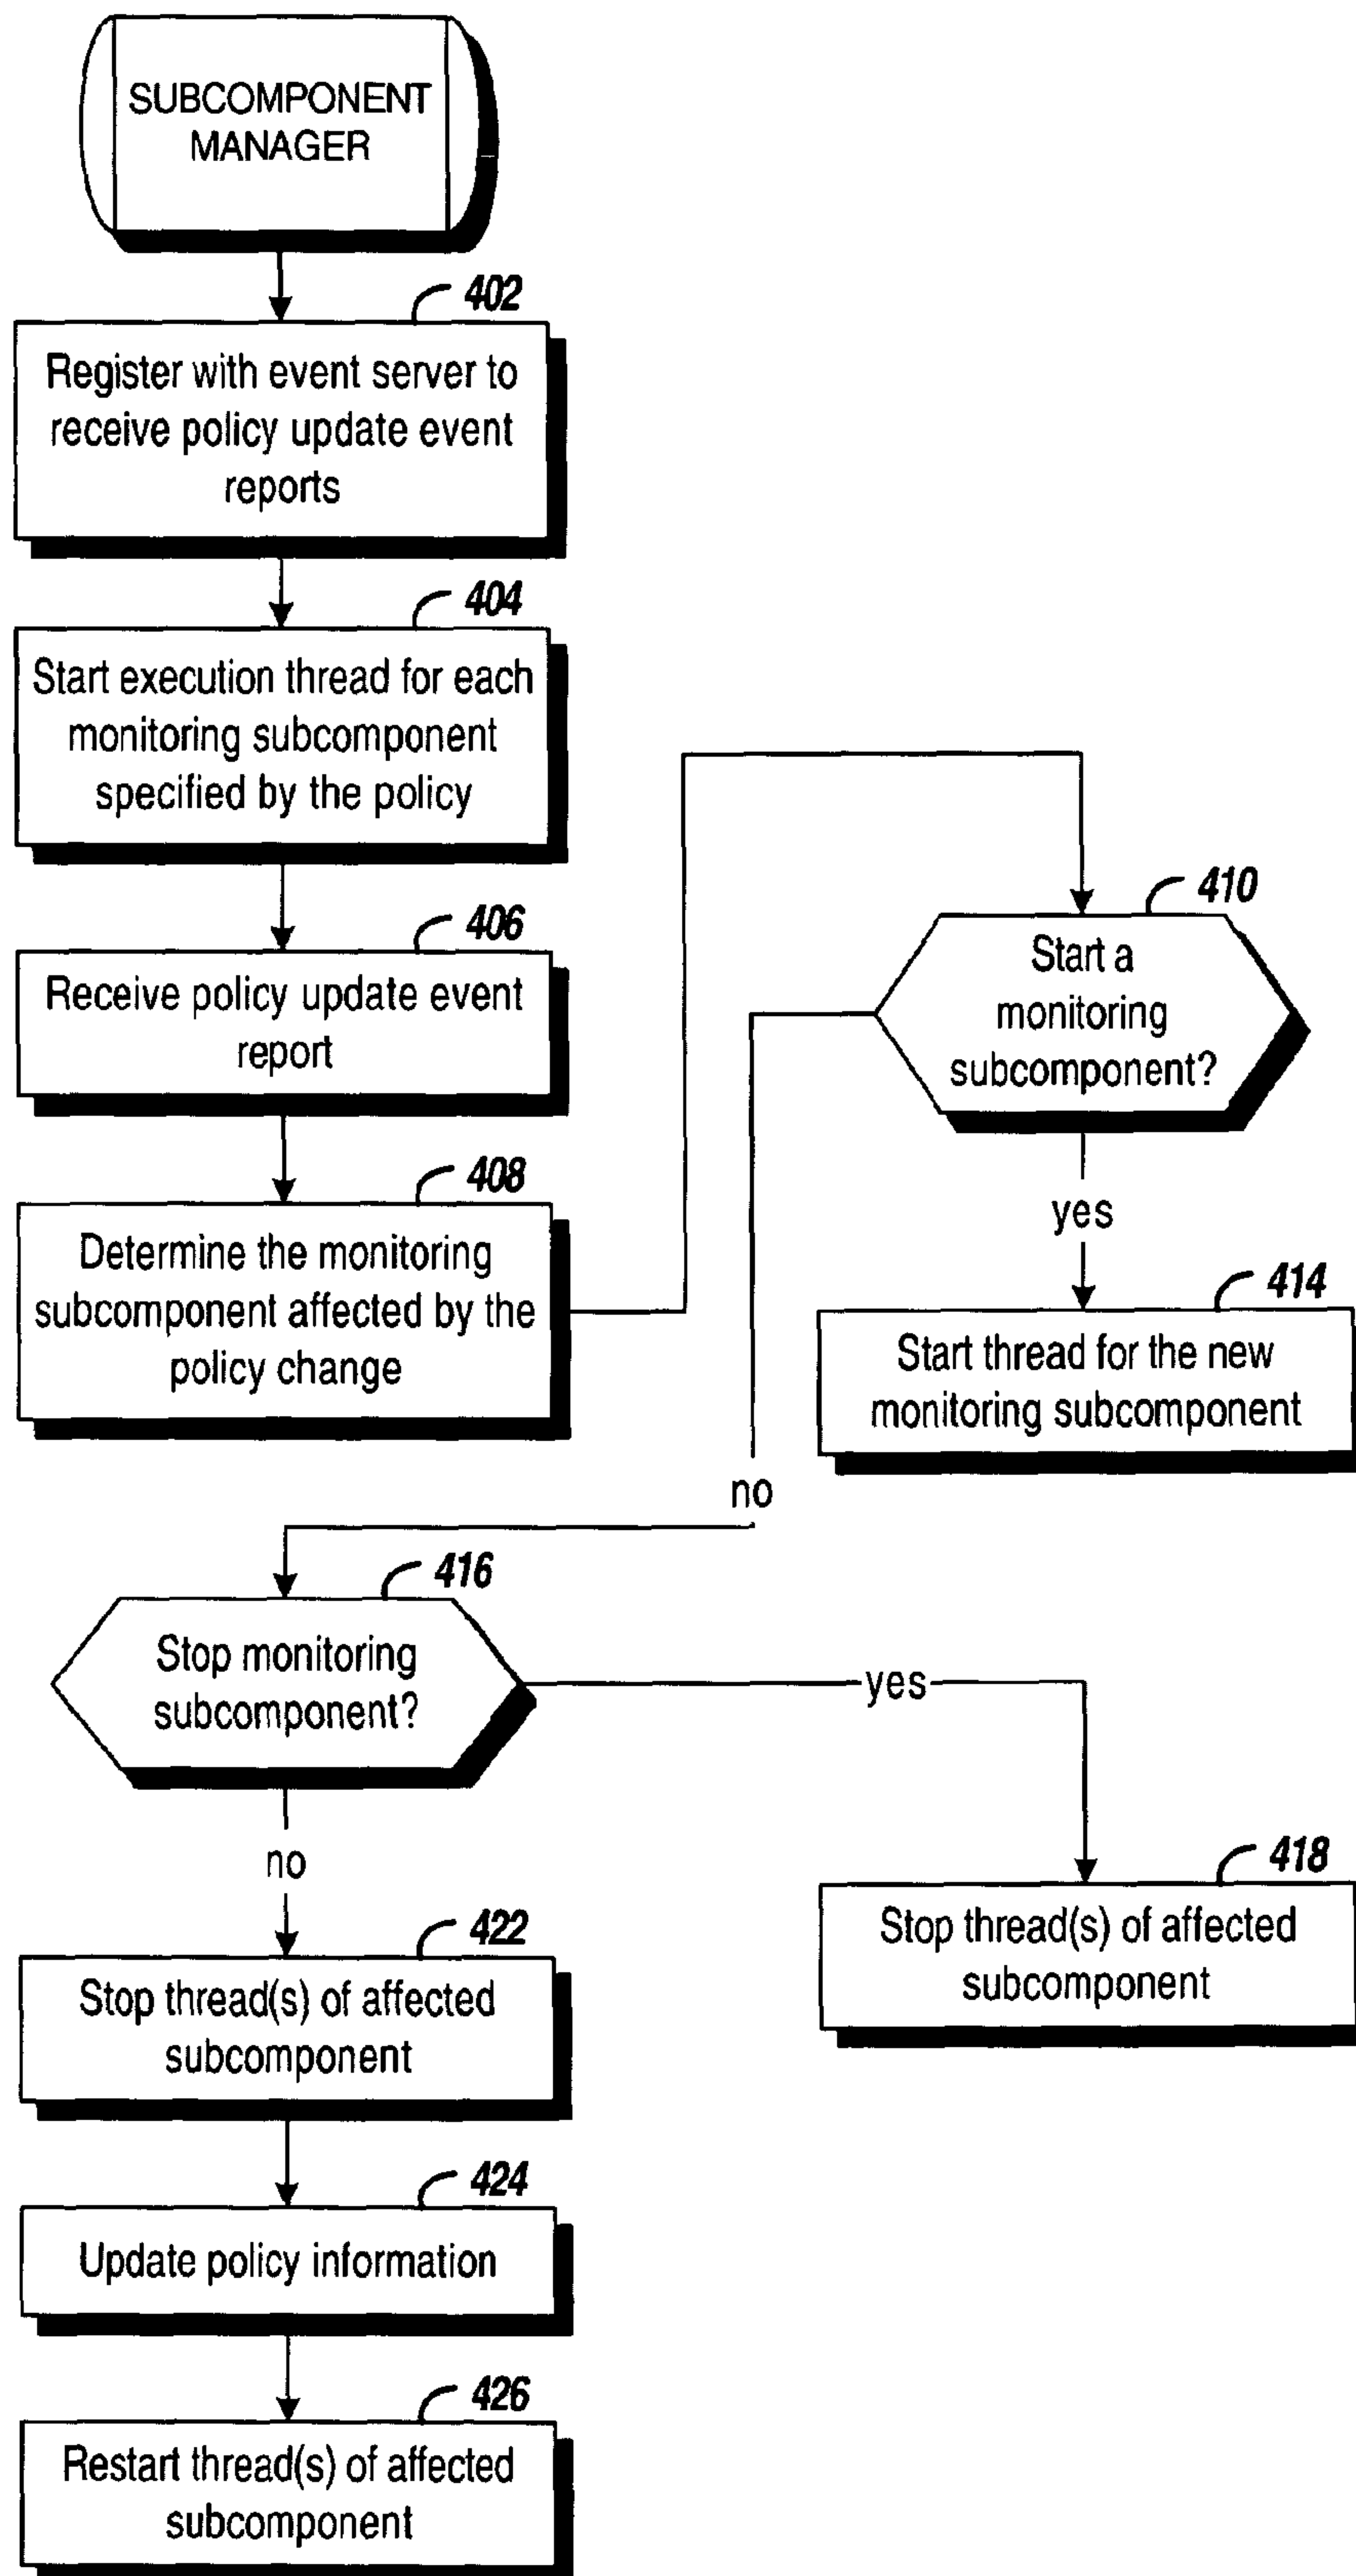 SUBCOMPONENT
MANAGER
402
Register with event server to
receive policy update event
reports
404
Start execution thread for each
monitoring subcomponent
specified by the policy
406
Receive policy update event
report
408
Determine the monitoring
subcomponent affected by the
policy change
410
Start a
monitoring
subcomponent?
yes
414
Start thread for the new
monitoring subcomponent
no
416
Stop monitoring
subcomponent?
yes
418
Stop thread(s) of affected
subcomponent
no
422
Stop thread(s) of affected
subcomponent
424
Update policy information
426
Restart thread(s) of affected
subcomponent